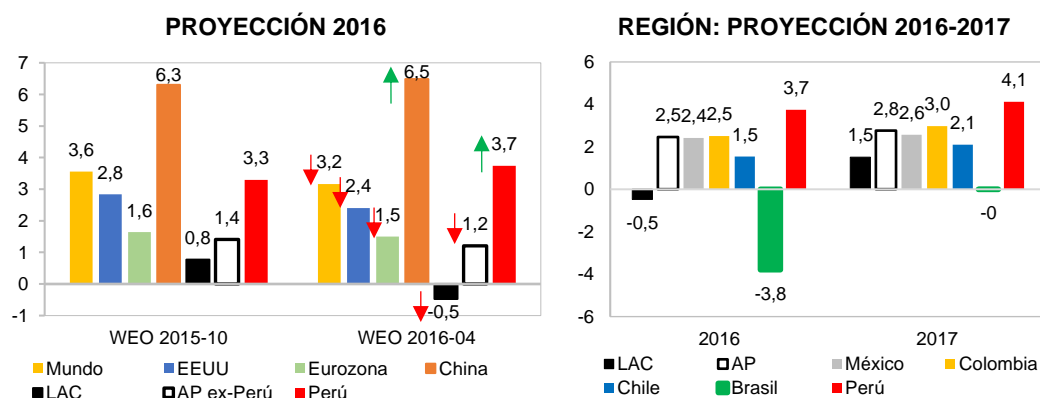 PROYECCIÓN 2016
7
6
5
4
3
2
1
0
-1
3,6
2,8
1,6
6,3
0,8
1,4
3,3
3,2
2,4
1,5
6,5
-0,5
1,2
3,7
WEO 2015-10
WEO 2016-04
Mundo
EEUU
Eurozona
China
LAC
AP ex-Perú
Perú
REGIÓN: PROYECCIÓN 2016-2017
6
4
2
0
-2
-4
-6
-0,5
2,5
2,4
2,5
1,5
-3,8
3,7
1,5
2,8
2,6
3,0
2,1
-0
4,1
2016
2017
LAC
AP
México
Colombia
Chile
Brasil
Perú